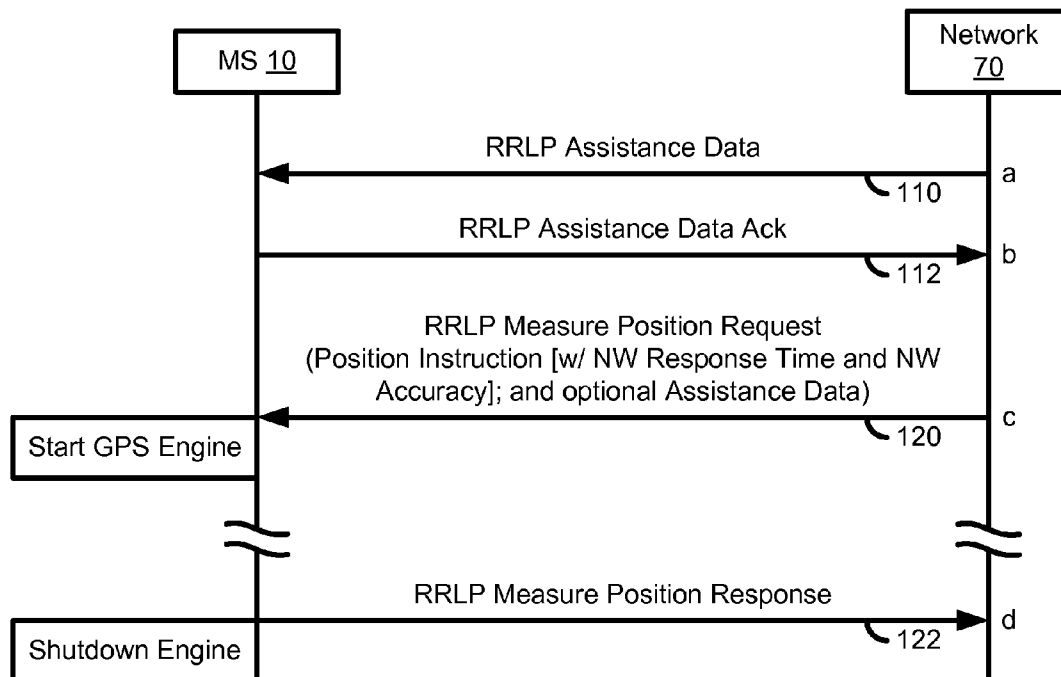 MS 10
Network
70
RRLP Assistance Data
110
a
RRLP Assistance Data Ack
112
b
RRLP Measure Position Request
(Position Instruction [w/ NW Response Time and NW
Accuracy]; and optional Assistance Data)
120
c
Start GPS Engine
RRLP Measure Position Response
122
d
Shutdown Engine